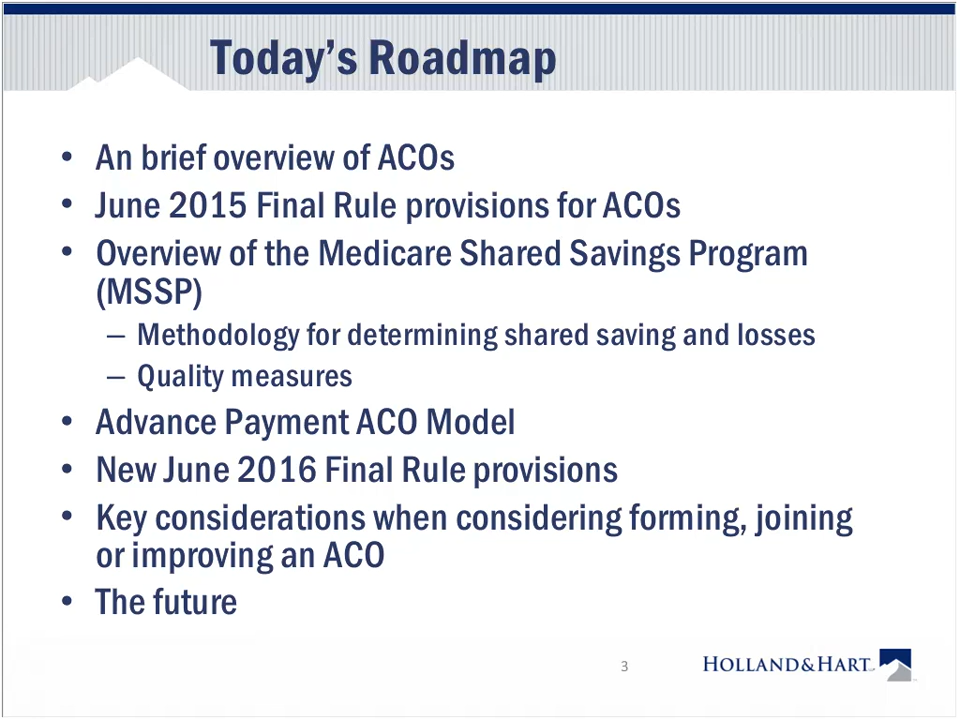 Today's Roadmap
• An brief overview of ACOs
• June 2015 Final Rule provisions for ACOs
• Overview of the Medicare Shared Savings Program
(MSSP)
– Methodology for determining shared saving and losses
– Quality measures
• Advance Payment ACO Model
• New June 2016 Final Rule provisions
• Key considerations when considering forming, joining
or improving an ACO
• The future
3
HOLLAND&HART